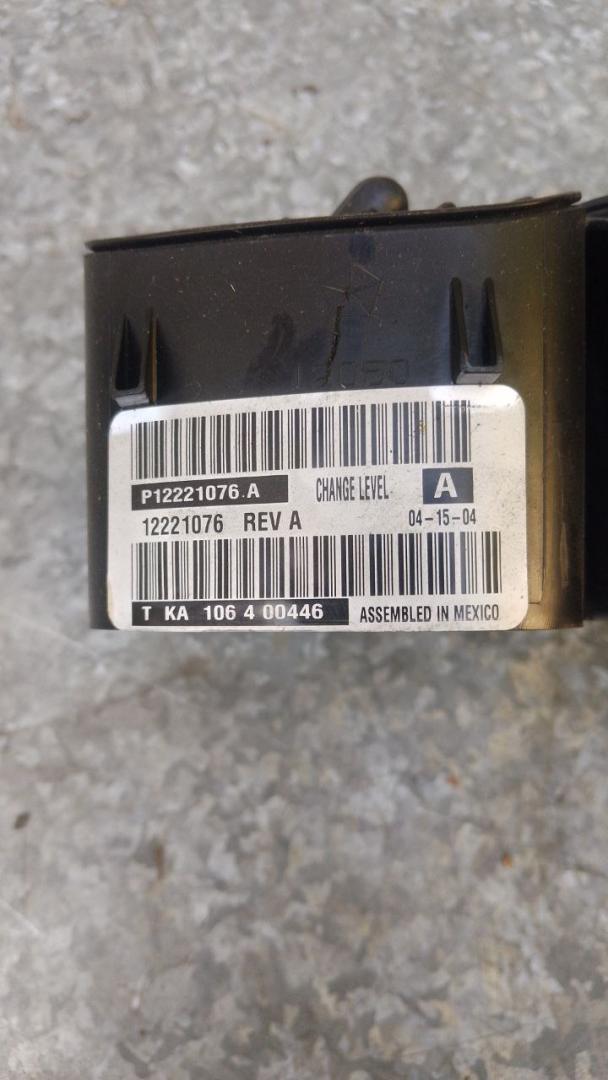 P12221076.A CHANGE LEVEL A
12221076 REV A 04-15-04
T KA 106 4 00446 ASSEMBLED IN MEXICO